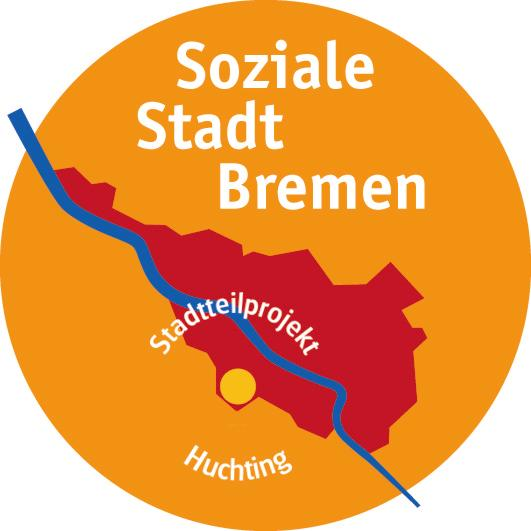 Soziale
Stadt
Bremen
Stadtteilprojekt
Huchting